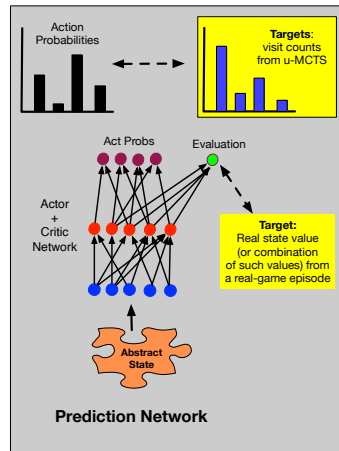 Action
Probabilities
Targets:
visit counts
from u-MCTS
Act Probs
Evaluation
Actor
+
Critic
Network
Target:
Real state value
(or combination
of such values) from
a real-game episode
Abstract
State
Prediction Network